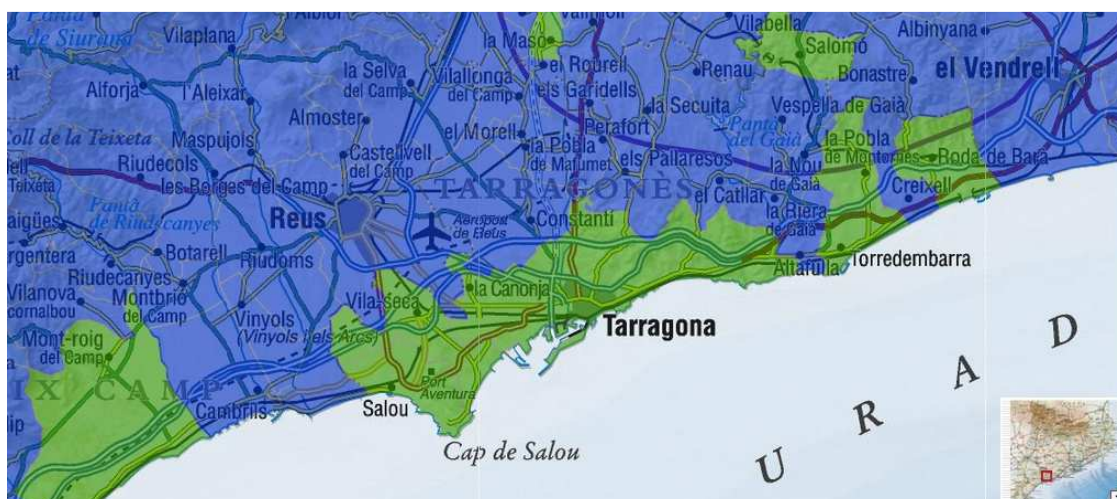 de Siurana
Vilaplana
Albiol
Vallmoll
Vilabella
la Masó
Salomó
Albinyana
la Selva
del Camp
Vilallonga
del Camp
el Rourell
Renau
Bonastre
el Vendrell
Alforja
l'Aleixar
els Garidells
la Secuita
Vespella de Gaià
Almoster
Coll de la Teixeta
Maspujols
el Morell
Perafort
Pantà
del Gaià
la Pobla
de Montornès
Riudecols
Castellvell
del Camp
la Pobla
de Mafumet
els Pallaresos
la Nou
de Gaià
Roda de Barà
Teixeta
les Borges del Camp
TARRAGONÈS
el Catllar
Creixell
Pantà
de Riudecanyes
Reus
Aeroport
de Reus
Constantí
la Riera
de Gaià
Botarell
Riudoms
Altafulla
Torredembarra
Riudecanyes
Vilanova
Montbrió
del Camp
la Canonja
Vila-seca
Vinyols
(Vinyols i els Arcs)
Tarragona
Mont-roig
del Camp
IX CAMP
Port
Aventura
Cambrils
Salou
Cap de Salou
U R A D